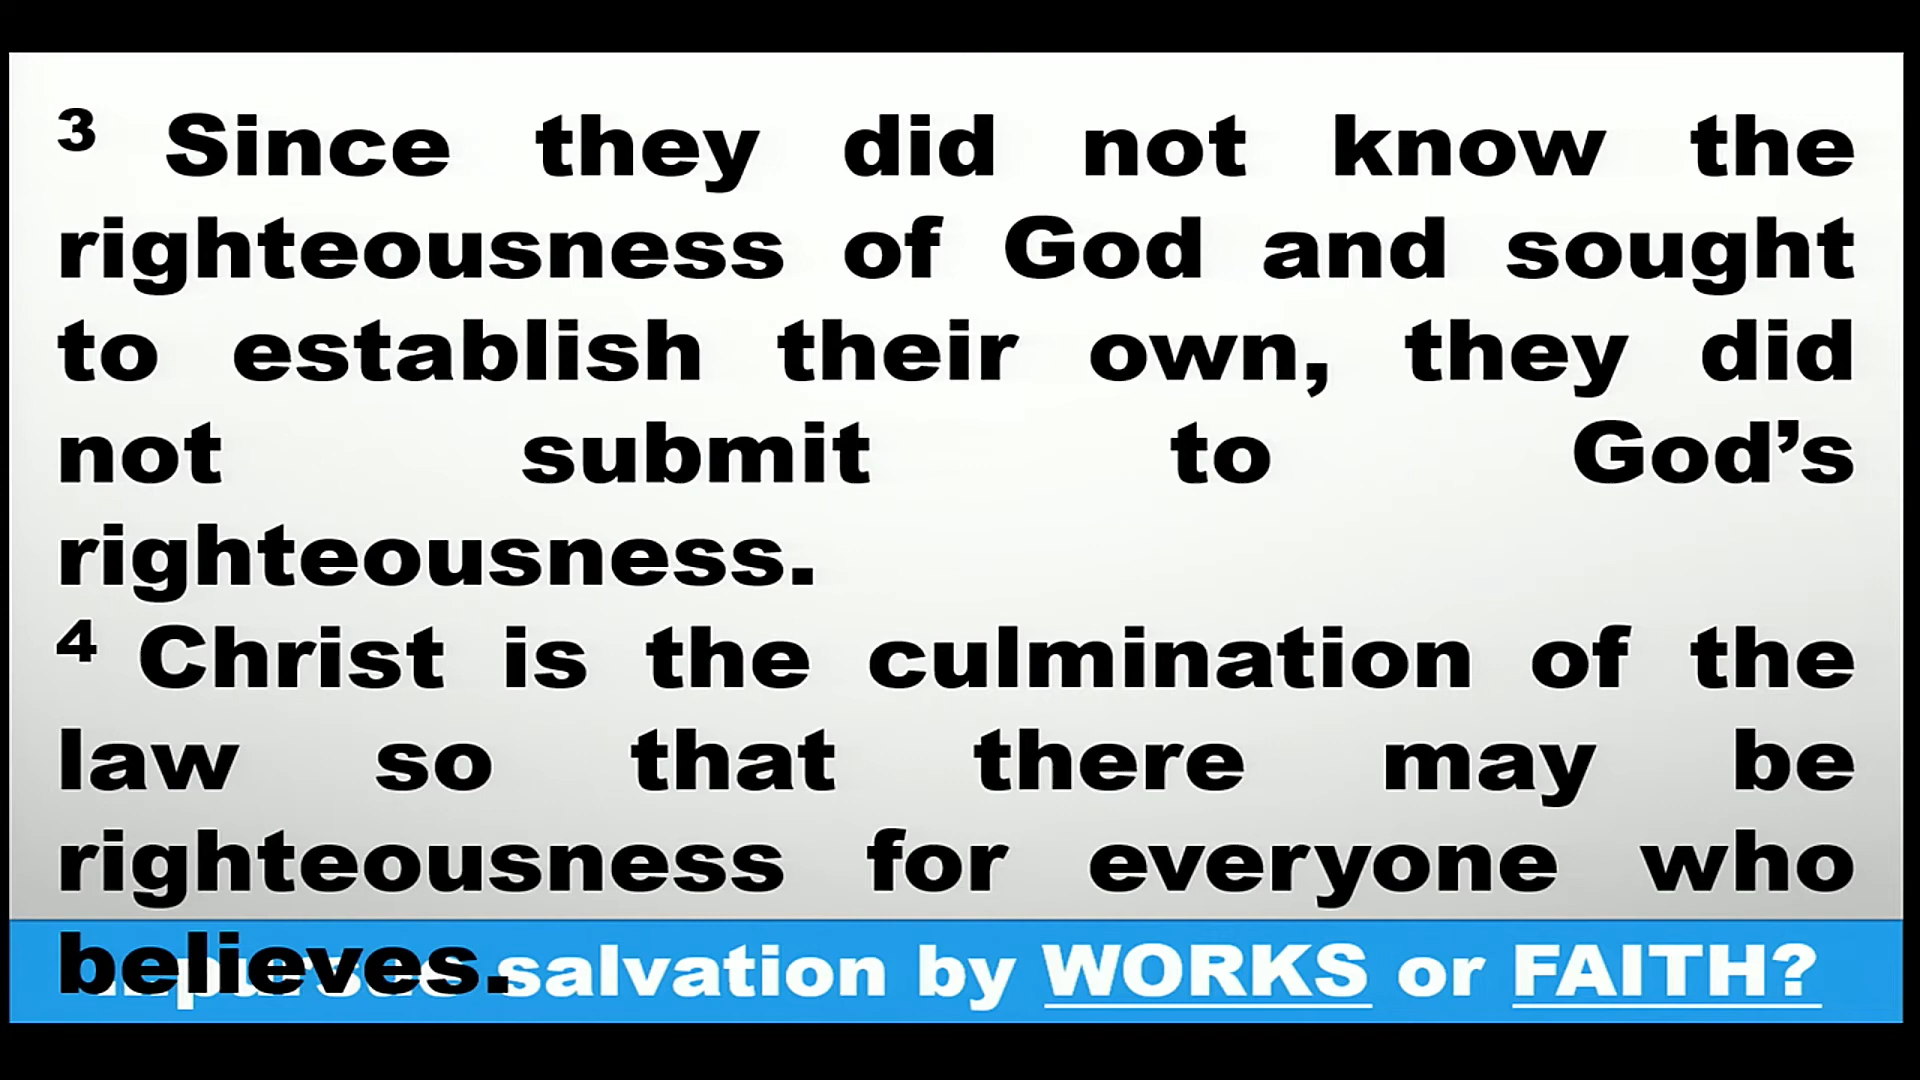 3 Since they did not know the
righteousness of God and sought
to establish their own, they did
not submit to God’s
righteousness.
4 Christ is the culmination of the
law so that there may be
righteousness for everyone who
believes.
salvation by WORKS or FAITH?